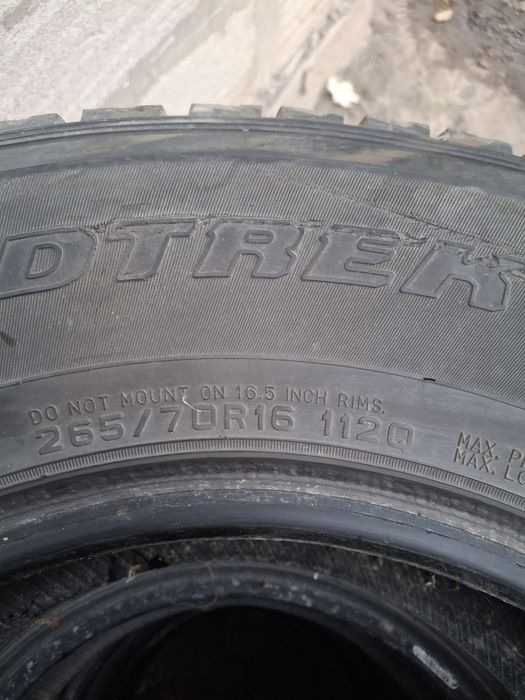 DTREK
DO NOT MOUNT ON 16.5 INCH RIMS.
265/70R16 112Q
MAX.
MAX.